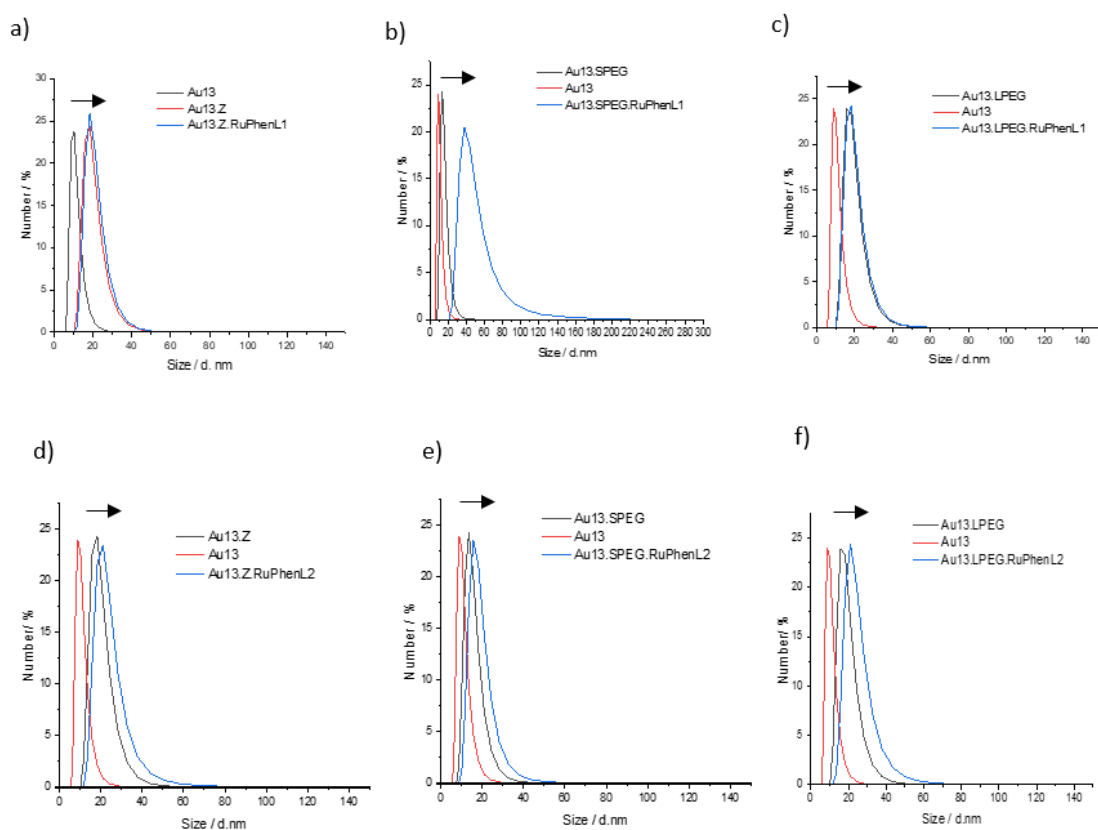 a)
Au13
Au13.Z
Au13.Z.RuPhenL1
Number / %
30
25
20
15
10
5
0
0 20 40 60 80 100 120 140
Size / d. nm
b)
Au13.SPEG
Au13
Au13.SPEG.RuPhenL1
Number / %
25
20
15
10
5
0
0 20 40 60 80 100 120 140 160 180 200 220 240 260 280 300
Size / d.nm
c)
Au13.LPEG
Au13
Au13.LPEG.RuPhenL1
Number / %
25
20
15
10
5
0
0 20 40 60 80 100 120 140
Size / d.nm
d)
Au13.Z
Au13
Au13.Z.RuPhenL2
Number/ %
25
20
15
10
5
0
0 20 40 60 80 100 120 140
Size / d.nm
e)
Au13.SPEG
Au13
Au13.SPEG.RuPhenL2
Number / %
25
20
15
10
5
0
0 20 40 60 80 100 120 140
Size / d.nm
f)
Au13.LPEG
Au13
Au13.LPEG.RuPhenL2
Number / %
25
20
15
10
5
0
0 20 40 60 80 100 120 140
Size / d.nm